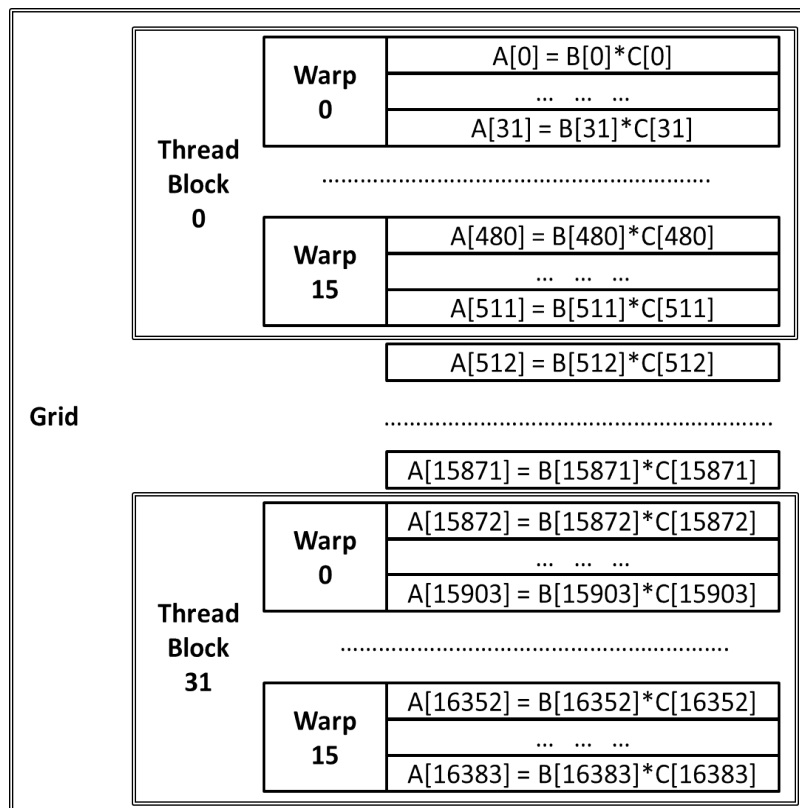 Grid
Thread
Block
0
Warp
0
A[0] = B[0]*C[0]
... ... ...
A[31] = B[31]*C[31]
................................................................
Warp
15
A[480] = B[480]*C[480]
... ... ...
A[511] = B[511]*C[511]
A[512] = B[512]*C[512]
................................................................
A[15871] = B[15871]*C[15871]
Thread
Block
31
Warp
0
A[15872] = B[15872]*C[15872]
... ... ...
A[15903] = B[15903]*C[15903]
................................................................
Warp
15
A[16352] = B[16352]*C[16352]
... ... ...
A[16383] = B[16383]*C[16383]